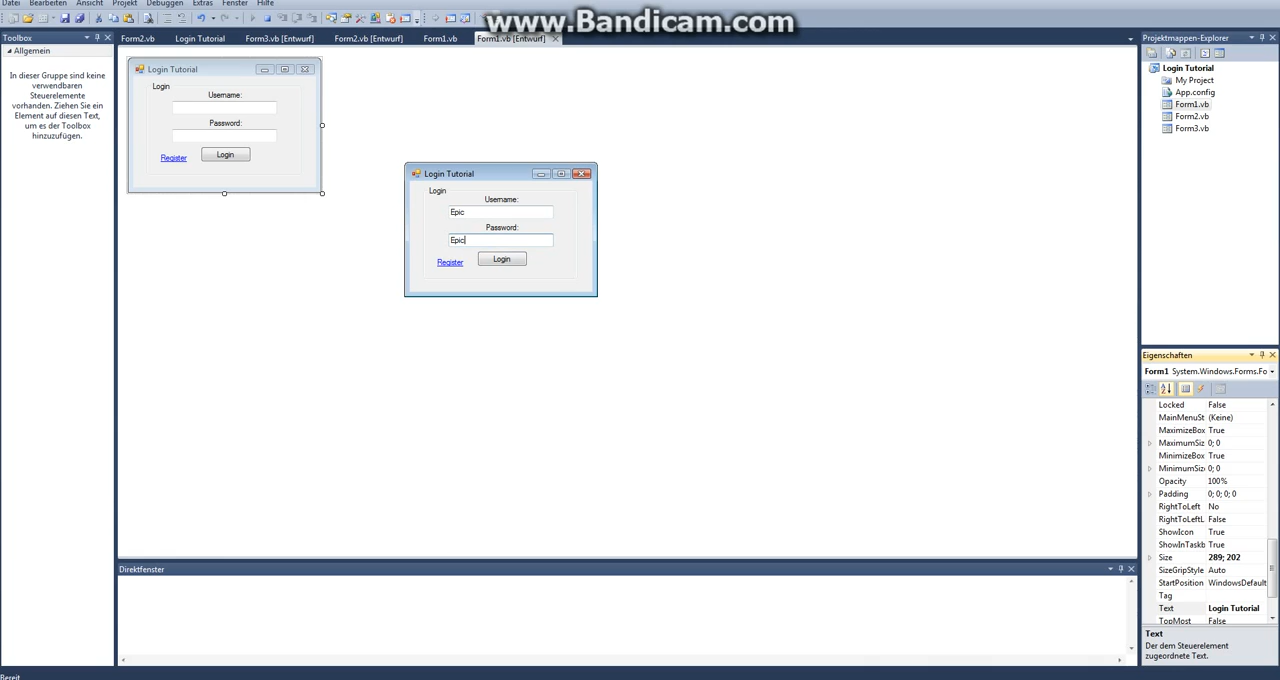 Datei Bearbeiten Ansicht Projekt Debuggen Extras Fenster Hilfe
www.Bandicam.com
Toolbox
Form2.vb Login Tutorial Form3.vb [Entwurf] Form2.vb [Entwurf] Form1.vb Form1.vb [Entwurf]
Projektmappen-Explorer
Allgemein
In dieser Gruppe sind keine
verwendbaren
Steuerelemente
vorhanden. Ziehen Sie ein
Element auf diesen Text,
um es der Toolbox
hinzuzufügen.
Login Tutorial
Login
Username:
Password:
Register
Login
Login Tutorial
Login
Username:
Epic
Password:
Epic
Register
Login
Login Tutorial
My Project
App.config
Form1.vb
Form2.vb
Form3.vb
Eigenschaften
Form1 System.Windows.Forms.Fo
Locked False
MainMenuSt (Keine)
MaximizeBox True
MaximumSiz 0; 0
MinimizeBox True
MinimumSiz 0; 0
Opacity 100%
Padding 0; 0; 0; 0
RightToLeft No
RightToLeftL False
ShowIcon True
ShowInTaskb True
Size 289; 202
SizeGripStyle Auto
StartPosition WindowsDefault
Tag
Text Login Tutorial
TopMost False
Text
Der dem Steuerelement
zugeordnete Text.
Direktfenster
Bereit